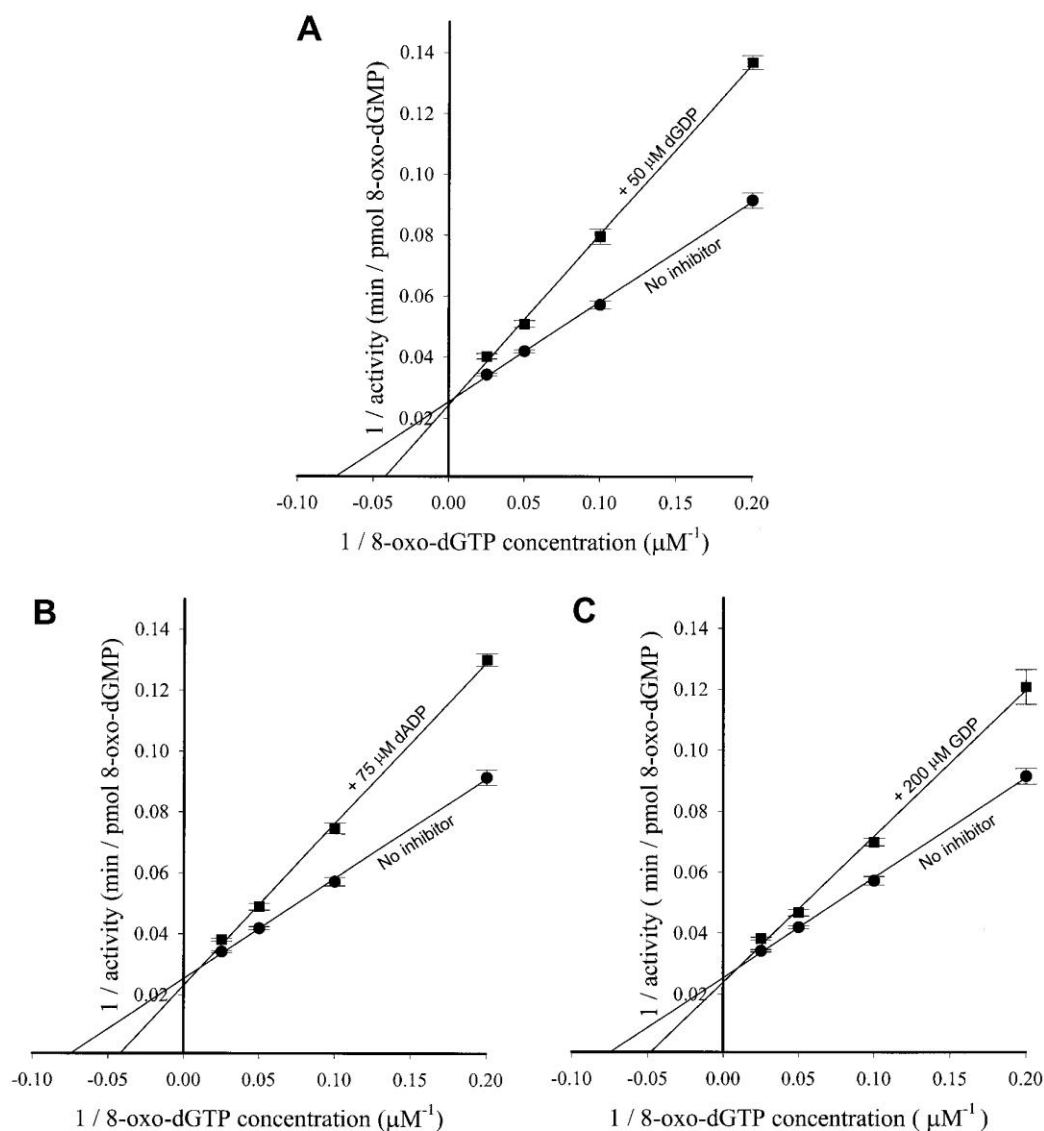 A
1 / activity (min / pmol 8-oxo-dGMP)
0.14
0.12
0.10
0.08
0.06
0.04
0.02
+ 50 μM dGDP
No inhibitor
-0.10 -0.05 0.00 0.05 0.10 0.15 0.20
1 / 8-oxo-dGTP concentration (μM⁻¹)
B
1 / activity (min / pmol 8-oxo-dGMP)
0.14
0.12
0.10
0.08
0.06
0.04
0.02
+ 75 μM dADP
No inhibitor
-0.10 -0.05 0.00 0.05 0.10 0.15 0.20
1 / 8-oxo-dGTP concentration (μM⁻¹)
C
1 / activity ( min / pmol 8-oxo-dGMP )
0.14
0.12
0.10
0.08
0.06
0.04
0.02
+ 200 μM GDP
No inhibitor
-0.10 -0.05 0.00 0.05 0.10 0.15 0.20
1 / 8-oxo-dGTP concentration ( μM⁻¹)